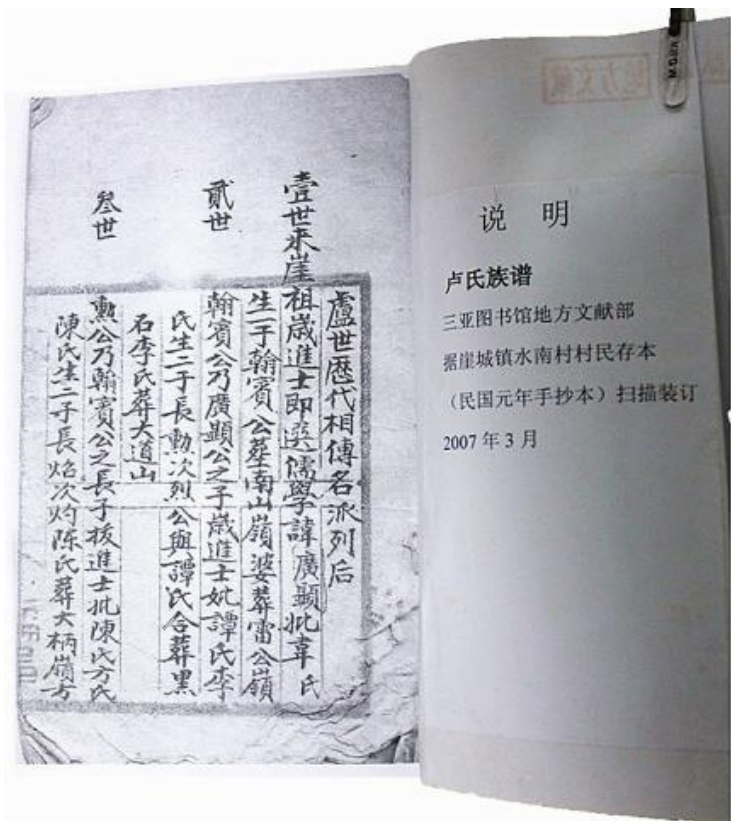 盧世歷代相傳名派列后
壹世來崖祖歲進士即選儒學諱廣顯妣韋氏
生一子翰賓公塟南山嶺婆葬雷公嶺
貳世
翰賓公乃廣顯公之子歲進士妣譚氏李
氏生二子長勳次烈公與譚氏合葬黑
石李氏葬大道山
叁世
勳公乃翰賓公之長子拔進士妣陳氏方氏
陳氏生二子長焰次灼陈氏葬大柄嶺方
地方文献
说 明
卢氏族谱
三亚图书馆地方文献部
据崖城镇水南村村民存本
（民国元年手抄本）扫描装订
2007年3月
M&G